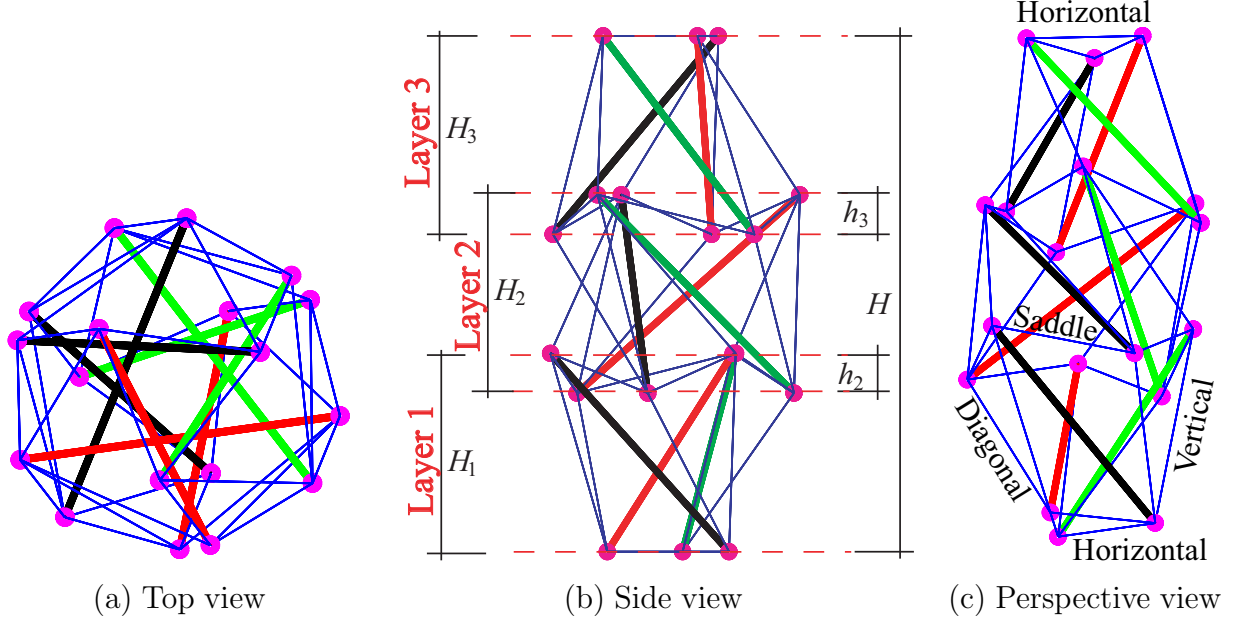 Horizontal
Layer 3
H3
h3
Layer 2
H2
H
Saddle
h2
Layer 1
H1
Diagonal
Vertical
Horizontal
(a) Top view
(b) Side view
(c) Perspective view